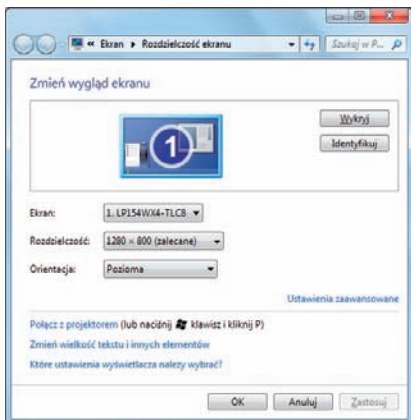 « Ekran ▸ Rozdzielczość ekranu
Szukaj w P...
Zmień wygląd ekranu
1
Wykryj
Identyfikuj
Ekran: 1. LP154WX4-TLCB
Rozdzielczość: 1280 × 800 (zalecane)
Orientacja: Pozioma
Ustawienia zaawansowane
Połącz z projektorem (lub naciśnij klawisz i kliknij P)
Zmień wielkość tekstu i innych elementów
Które ustawienia wyświetlacza należy wybrać?
OK Anuluj Zastosuj